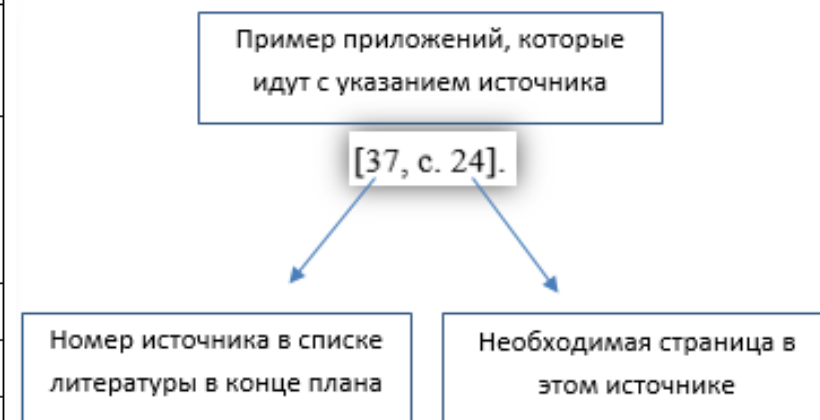 Пример приложений, которые
идут с указанием источника
[37, с. 24].
Номер источника в списке
литературы в конце плана
Необходимая страница в
этом источнике